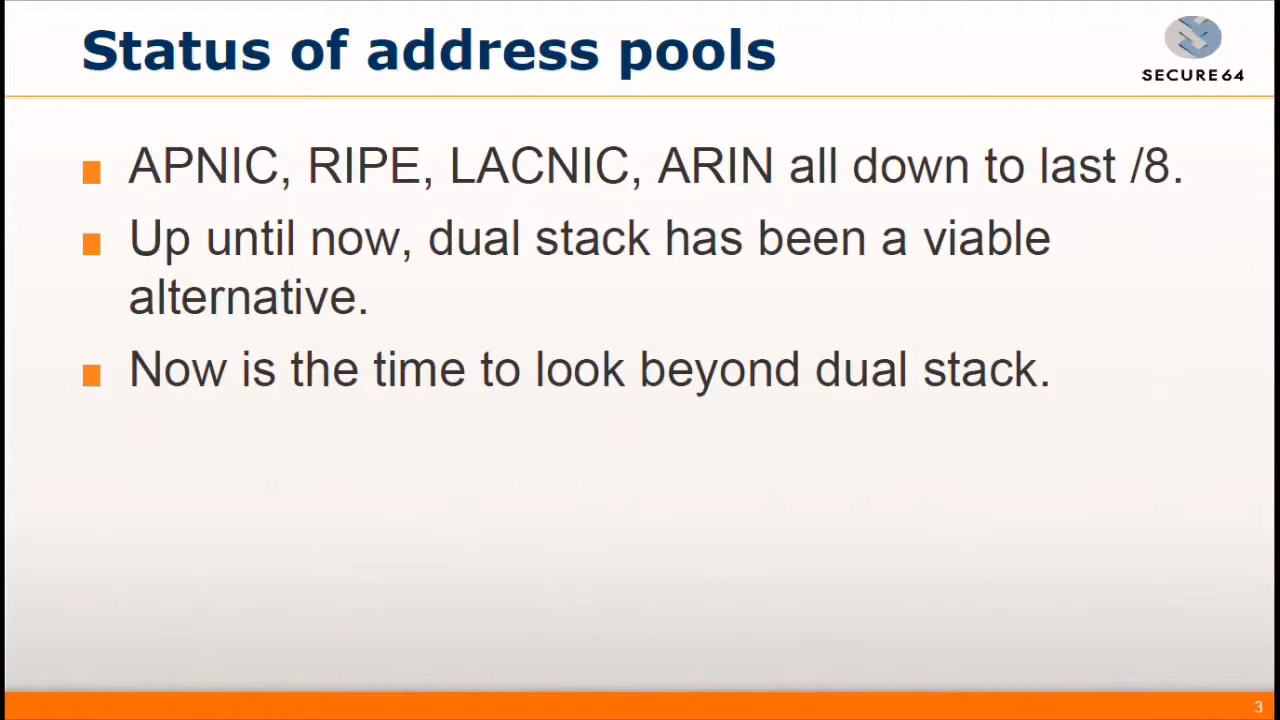 Status of address pools
SECURE64
APNIC, RIPE, LACNIC, ARIN all down to last /8.
Up until now, dual stack has been a viable
alternative.
Now is the time to look beyond dual stack.
3